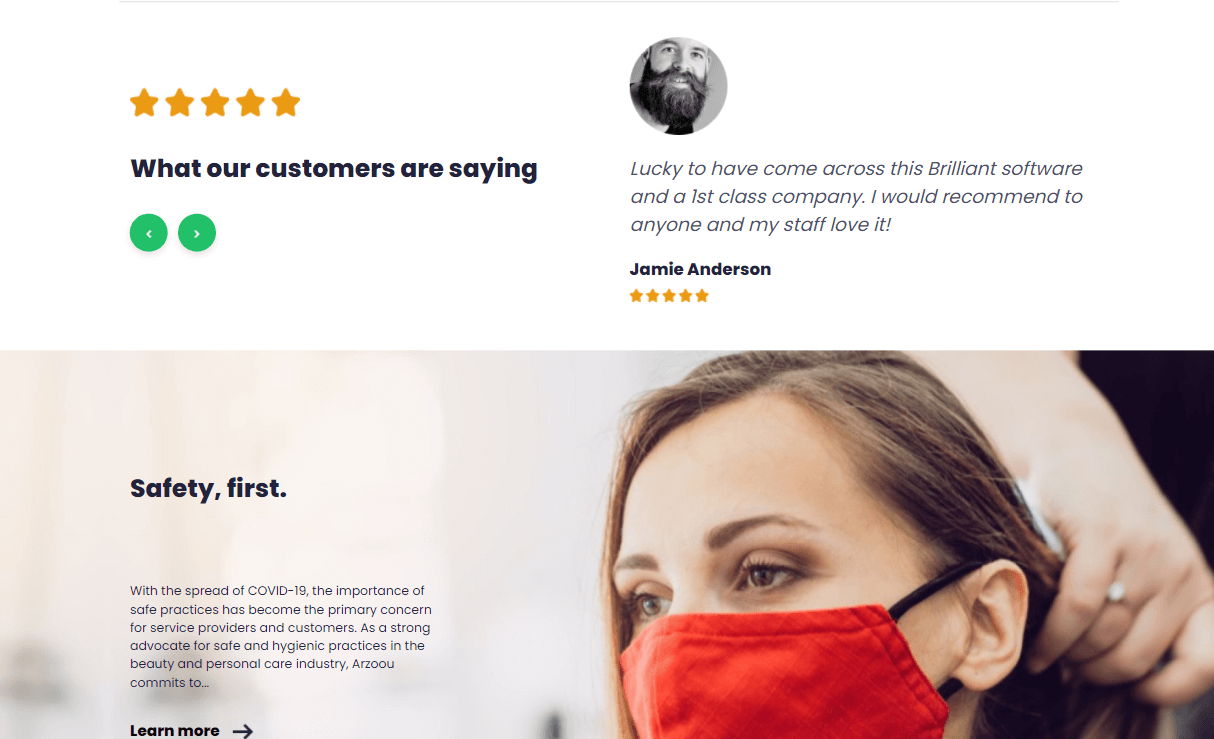 What our customers are saying
Lucky to have come across this Brilliant software
and a 1st class company. I would recommend to
anyone and my staff love it!
Jamie Anderson
Safety, first.
With the spread of COVID-19, the importance of
safe practices has become the primary concern
for service providers and customers. As a strong
advocate for safe and hygienic practices in the
beauty and personal care industry, Arzoou
commits to...
Learn more